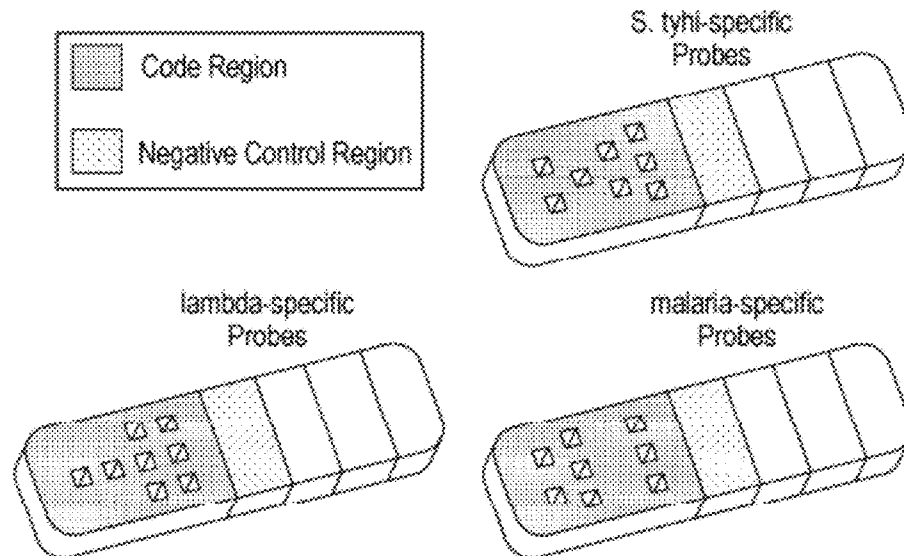 S. tyhi-specific
Probes
Code Region
Negative Control Region
lambda-specific
Probes
malaria-specific
Probes